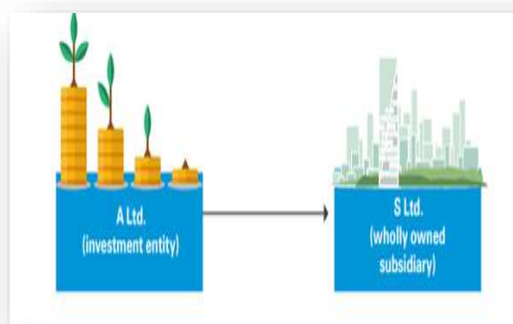 A Ltd.
(investment entity)
S Ltd.
(wholly owned
subsidiary)